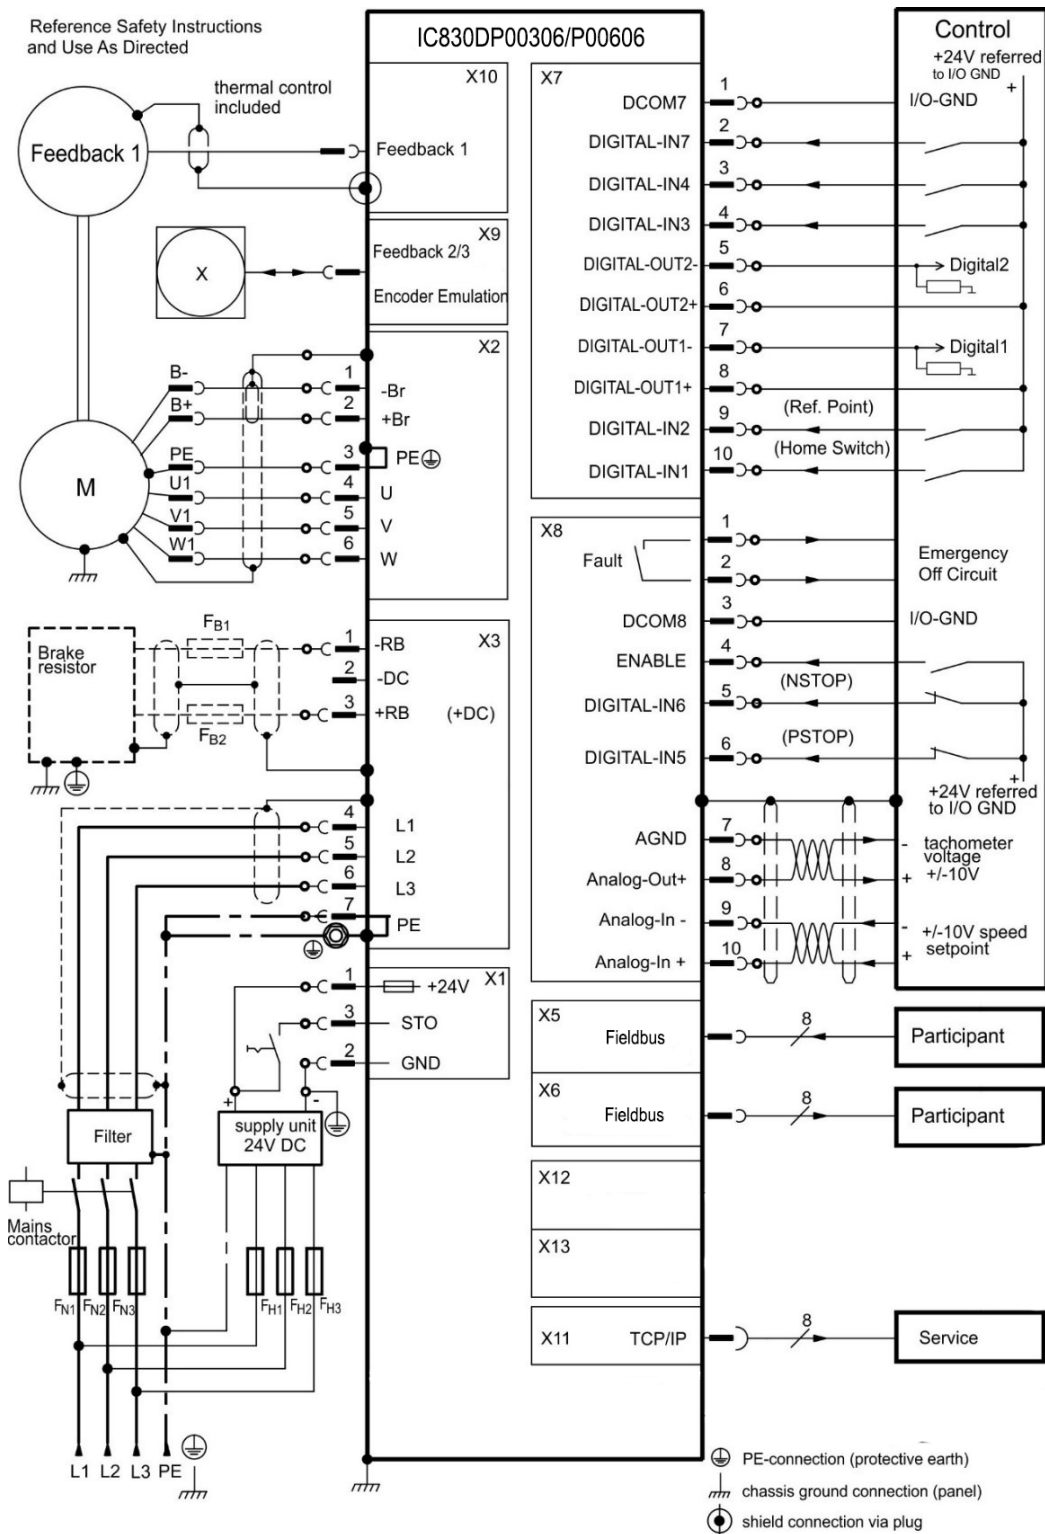 Reference Safety Instructions
and Use As Directed
IC830DP00306/P00606
Control
+24V referred
to I/O GND
+
thermal control
included
Feedback 1
X10
Feedback 1
X9
Feedback 2/3
Encoder Emulation
X
X2
B-
1
-Br
B+
2
+Br
PE
3
PE
U1
4
U
V1
5
V
W1
6
W
M
X3
Brake
resistor
FB1
1
-RB
2
-DC
3
+RB
(+DC)
FB2
4
L1
5
L2
6
L3
7
PE
X1
1
+24V
3
STO
2
GND
+
-
supply unit
24V DC
Filter
Mains
contactor
FN1
FN2
FN3
FH1
FH2
FH3
L1
L2
L3
PE
X7
DCOM7
1
I/O-GND
DIGITAL-IN7
2
DIGITAL-IN4
3
DIGITAL-IN3
4
DIGITAL-OUT2-
5
Digital2
DIGITAL-OUT2+
6
DIGITAL-OUT1-
7
Digital1
DIGITAL-OUT1+
8
(Ref. Point)
DIGITAL-IN2
9
(Home Switch)
DIGITAL-IN1
10
X8
Fault
1
2
Emergency
Off Circuit
DCOM8
3
I/O-GND
ENABLE
4
(NSTOP)
DIGITAL-IN6
5
(PSTOP)
DIGITAL-IN5
6
+
+24V referred
to I/O GND
AGND
7
-
tachometer
voltage
+/-10V
Analog-Out+
8
+
Analog-In -
9
-
+/-10V speed
setpoint
Analog-In +
10
+
X5
Fieldbus
8
Participant
X6
Fieldbus
8
Participant
X12
X13
X11
TCP/IP
8
Service
PE-connection (protective earth)
chassis ground connection (panel)
shield connection via plug